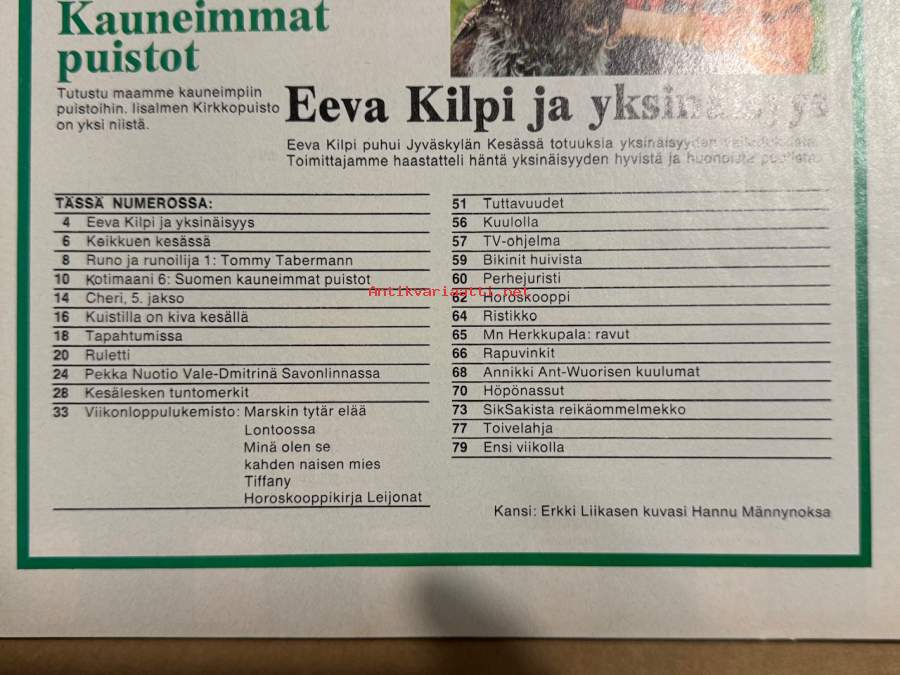 Kauneimmat
puistot
Tutustu maamme kauneimpiin
puistoihin. Iisalmen Kirkkopuisto
on yksi niistä.
Eeva Kilpi ja yksinäisyys
Eeva Kilpi puhui Jyväskylän Kesässä totuuksia yksinäisyyden
Toimittajamme haastatteli häntä yksinäisyyden hyvistä ja huonoista puolista.
TÄSSÄ NUMEROSSA:
4 Eeva Kilpi ja yksinäisyys
6 Keikkuen kesässä
8 Runo ja runoilija 1: Tommy Tabermann
10 Kotimaani 6: Suomen kauneimmat puistot
14 Cheri, 5. jakso
16 Kuistilla on kiva kesällä
18 Tapahtumissa
20 Ruletti
24 Pekka Nuotio Vale-Dmitrinä Savonlinnassa
28 Kesälesken tuntomerkit
33 Viikonloppulukemisto: Marskin tytär elää
Lontoossa
Minä olen se
kahden naisen mies
Tiffany
Horoskooppikirja Leijonat
51 Tuttavuudet
56 Kuulolla
57 TV-ohjelma
59 Bikinit huivista
60 Perhejuristi
62 Horoskooppi
64 Ristikko
65 Mn Herkkupala: ravut
66 Rapuvinkit
68 Annikki Ant-Wuorisen kuulumat
70 Höpönassut
73 SikSakista reikäommelmekko
77 Toivelahja
79 Ensi viikolla
Kansi: Erkki Liikasen kuvasi Hannu Männynoksa
Antikvariaatti.net